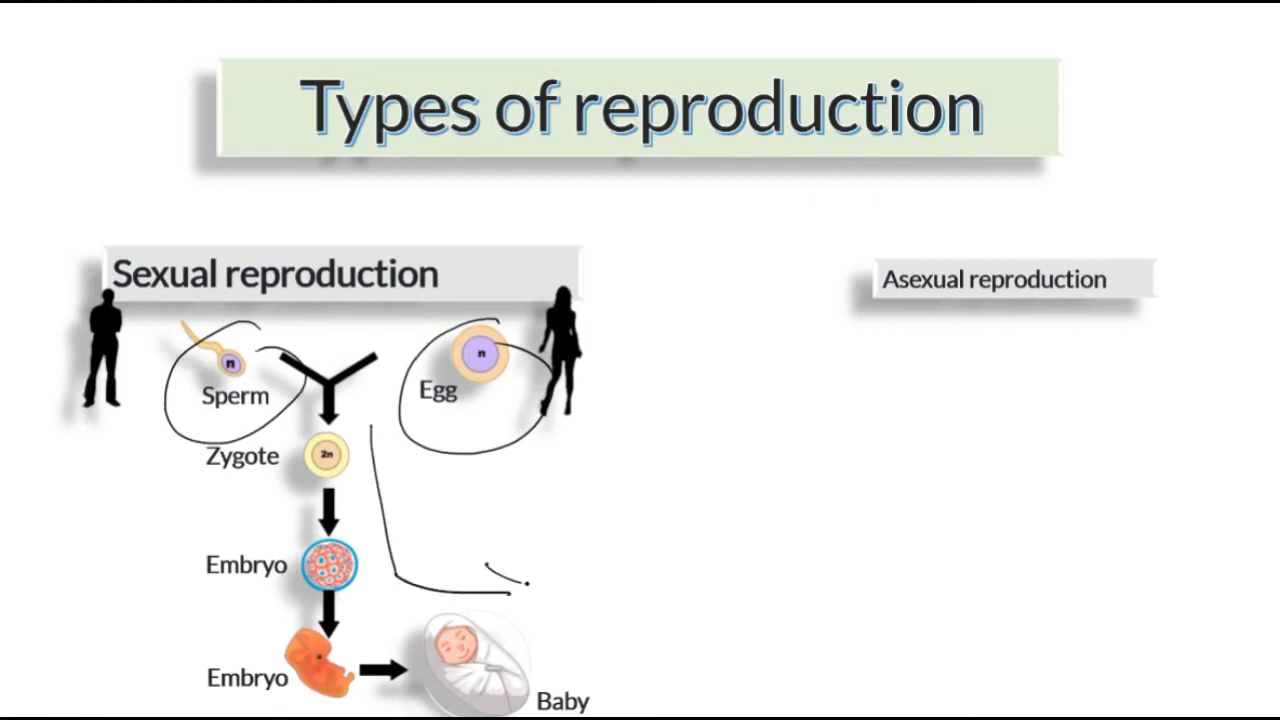 Types of reproduction
Sexual reproduction
Asexual reproduction
n
n
Sperm
Egg
Zygote
2n
Embryo
Embryo
Baby